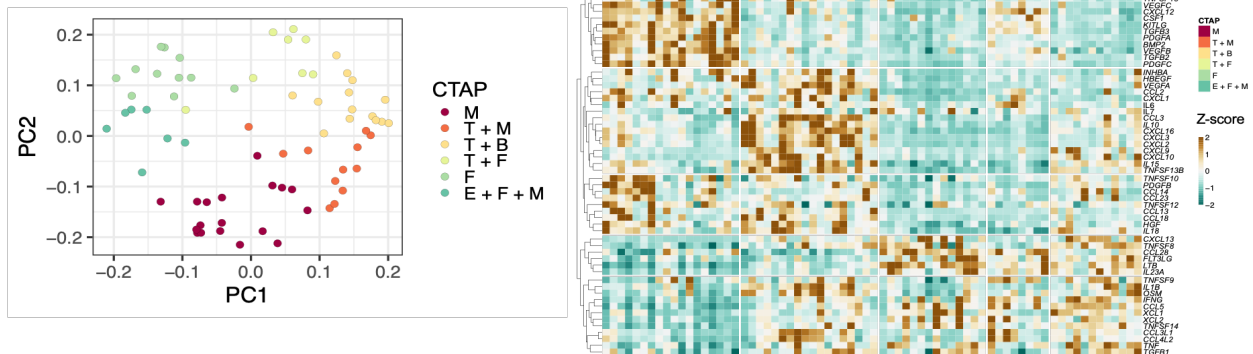 0.2
0.1
0.0
−0.1
−0.2
PC2
−0.2 −0.1 0.0 0.1 0.2
PC1
CTAP
M
T + M
T + B
T + F
F
E + F + M
VEGFC
CXCL12
CSF1
KITLG
TGFB3
PDGFA
BMP2
VEGFB
TGFB2
PDGFC
INHBA
HBEGF
VEGFA
CCL2
CXCL1
IL6
IL7
CCL3
IL10
CXCL16
CXCL3
CXCL2
CXCL9
CXCL10
IL15
TNFSF13B
TNFSF10
PDGFB
CCL14
CCL23
TNFSF12
CCL13
CCL18
HGF
IL18
CXCL13
TNFSF8
CCL28
FLT3LG
LTB
IL23A
TNFSF9
IL1B
OSM
IFNG
CCL5
XCL1
XCL2
TNFSF14
CCL3L1
CCL4L2
TNF
TGFB1
CTAP
M
T + M
T + B
T + F
F
E + F + M
Z-score
2
1
0
−1
−2